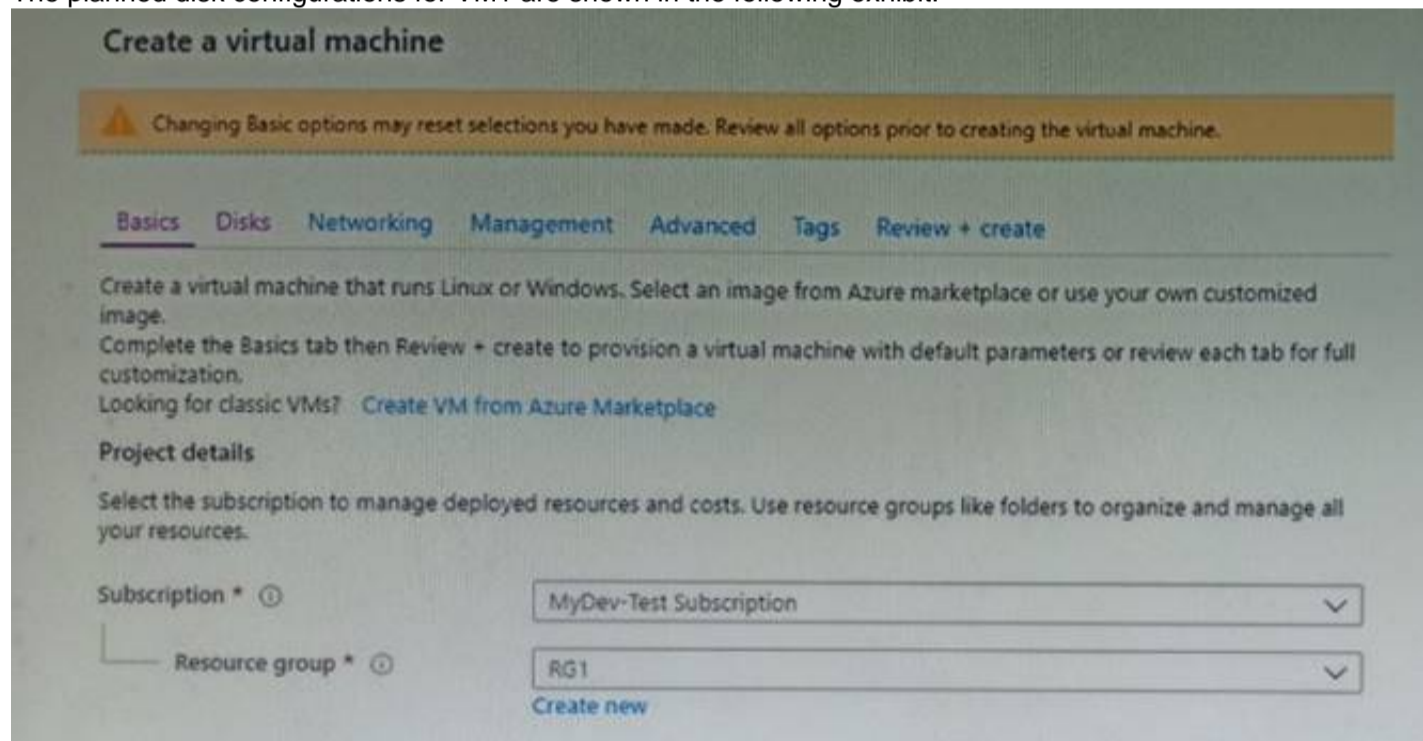 The planned disk configurations for VM1 are shown in the following exhibit.
Create a virtual machine
Changing Basic options may reset selections you have made. Review all options prior to creating the virtual machine.
Basics Disks Networking Management Advanced Tags Review + create
Create a virtual machine that runs Linux or Windows. Select an image from Azure marketplace or use your own customized
image.
Complete the Basics tab then Review + create to provision a virtual machine with default parameters or review each tab for full
customization.
Looking for classic VMs? Create VM from Azure Marketplace
Project details
Select the subscription to manage deployed resources and costs. Use resource groups like folders to organize and manage all
your resources.
Subscription * ⓘ MyDev-Test Subscription
Resource group * ⓘ RG1
Create new